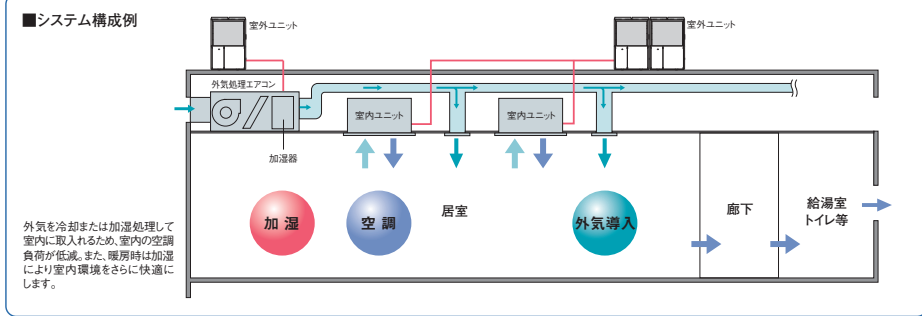 ■システム構成例
室外ユニット
室外ユニット
外気処理エアコン
室内ユニット
室内ユニット
加湿器
加湿
空調
居室
外気導入
廊下
給湯室
トイレ等
外気を冷却または加湿処理して
室内に取入れるため、室内の空調
負荷が低減。また、暖房時は加湿
により室内環境をさらに快適に
します。